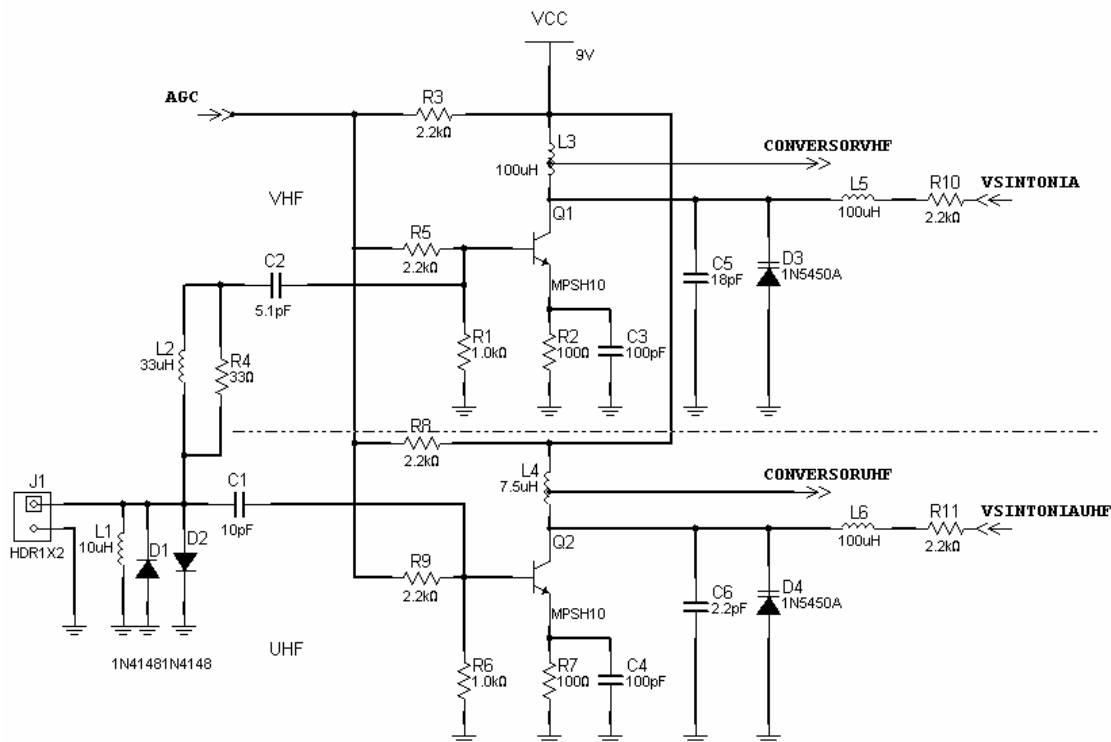 VCC
9V
AGC
R3
2.2kΩ
L3
100uH
CONVERSORVHF
VHF
L5
100uH
R10
2.2kΩ
VSINTONIA
Q1
R5
2.2kΩ
C2
5.1pF
MPSH10
C5
18pF
D3
1N5450A
L2
33uH
R4
33Ω
R1
1.0kΩ
R2
100Ω
C3
100pF
R8
2.2kΩ
L4
7.5uH
CONVERSORUHF
J1
HDR1X2
C1
10pF
L1
10uH
D1
D2
L6
100uH
R11
2.2kΩ
VSINTONIAUHF
Q2
R9
2.2kΩ
MPSH10
C6
2.2pF
D4
1N5450A
1N41481N4148
UHF
R6
1.0kΩ
R7
100Ω
C4
100pF